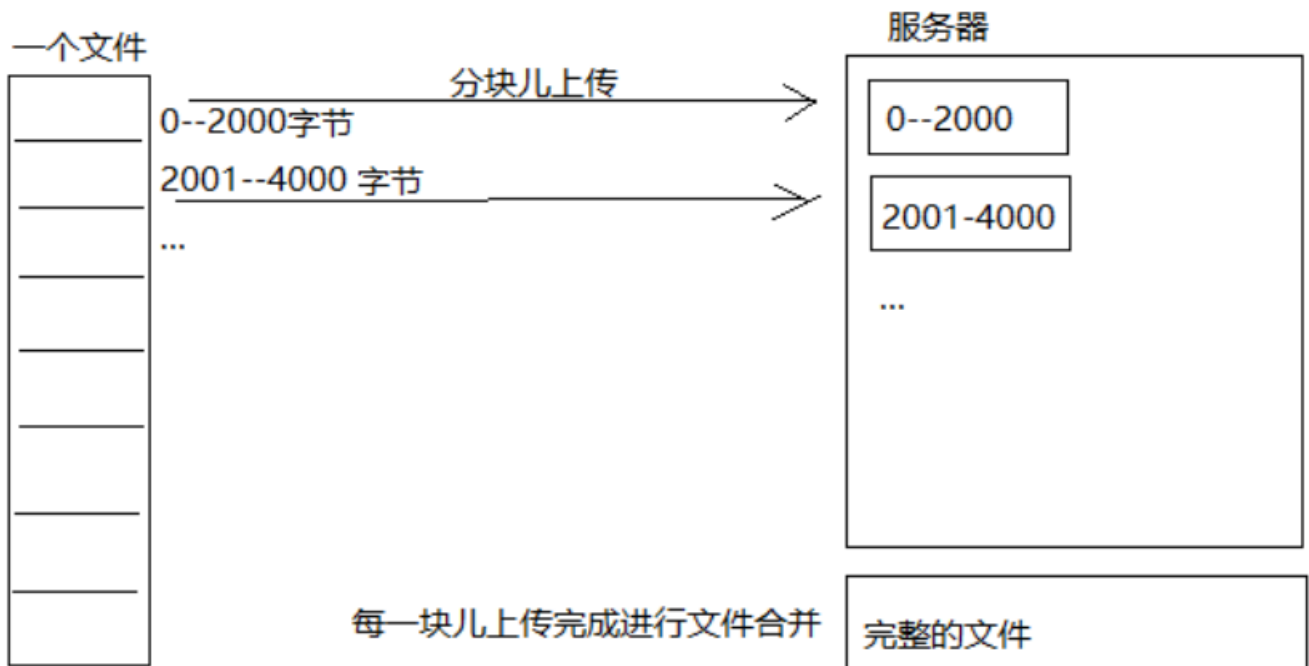 一个文件
服务器
分块儿上传
0--2000字节
0--2000
2001--4000 字节
2001-4000
...
...
每一块儿上传完成进行文件合并
完整的文件